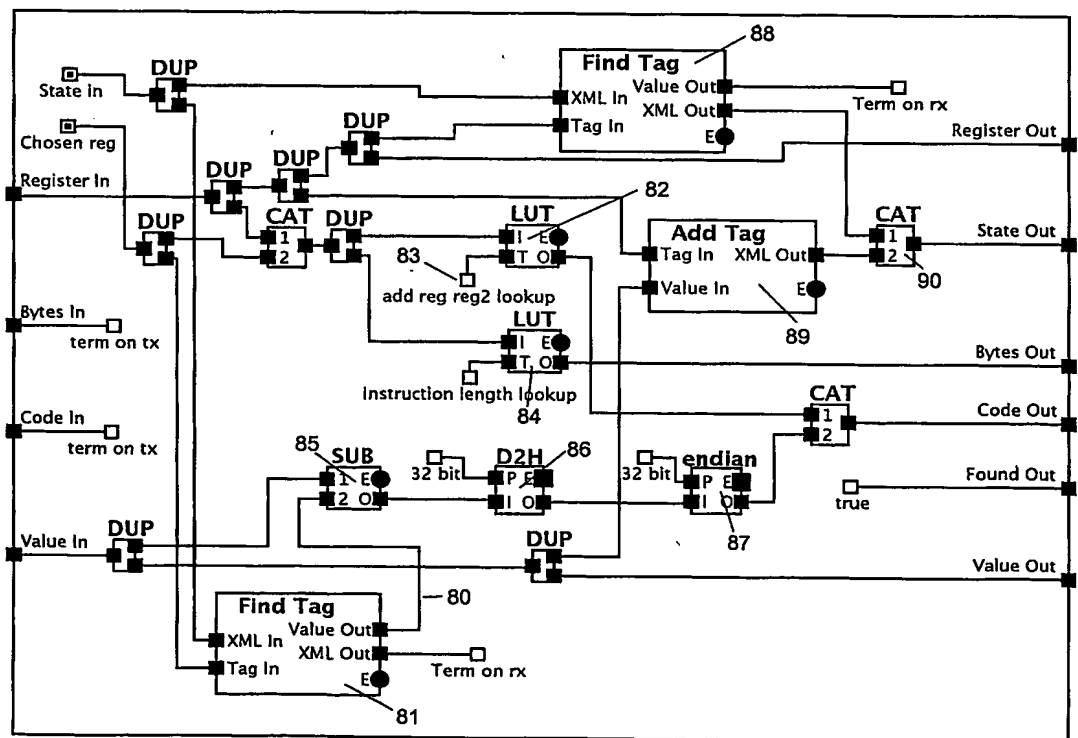 88
Find Tag
Value Out
XML In
XML Out
Tag In
E
Term on rx
DUP
State in
DUP
Chosen reg
Register Out
DUP
DUP
Register In
82
LUT
I E
T O
83
add reg reg2 lookup
CAT
1
2
DUP
DUP
Add Tag
Tag In
XML Out
Value In
E
89
CAT
1
2
90
State Out
Bytes In
term on tx
LUT
I E
T O
Instruction length lookup
84
Bytes Out
Code In
term on tx
CAT
1
2
Code Out
85
SUB
1 E
2 O
32 bit
D2H
86
P E
I O
32 bit
endian
P E
I O
87
true
Found Out
Value In
DUP
DUP
Value Out
80
Find Tag
Value Out
XML In
XML Out
Tag In
E
Term on rx
81